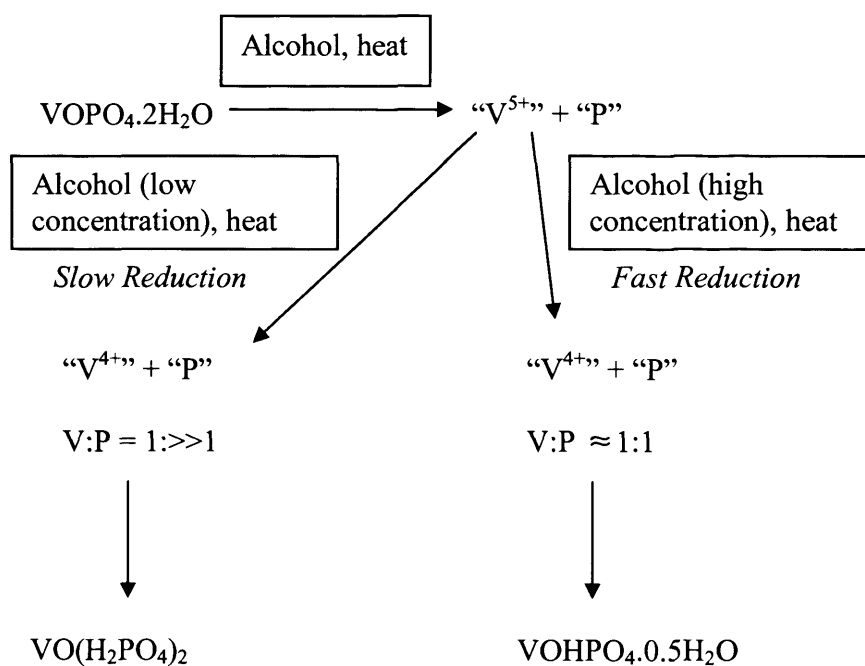 Alcohol, heat
VOPO₄.2H₂O
“V⁵⁺” + “P”
Alcohol (low
concentration), heat
Slow Reduction
Alcohol (high
concentration), heat
Fast Reduction
“V⁴⁺” + “P”
V:P = 1:>>1
VO(H₂PO₄)₂
“V⁴⁺” + “P”
V:P ≈ 1:1
VOHPO₄.0.5H₂O